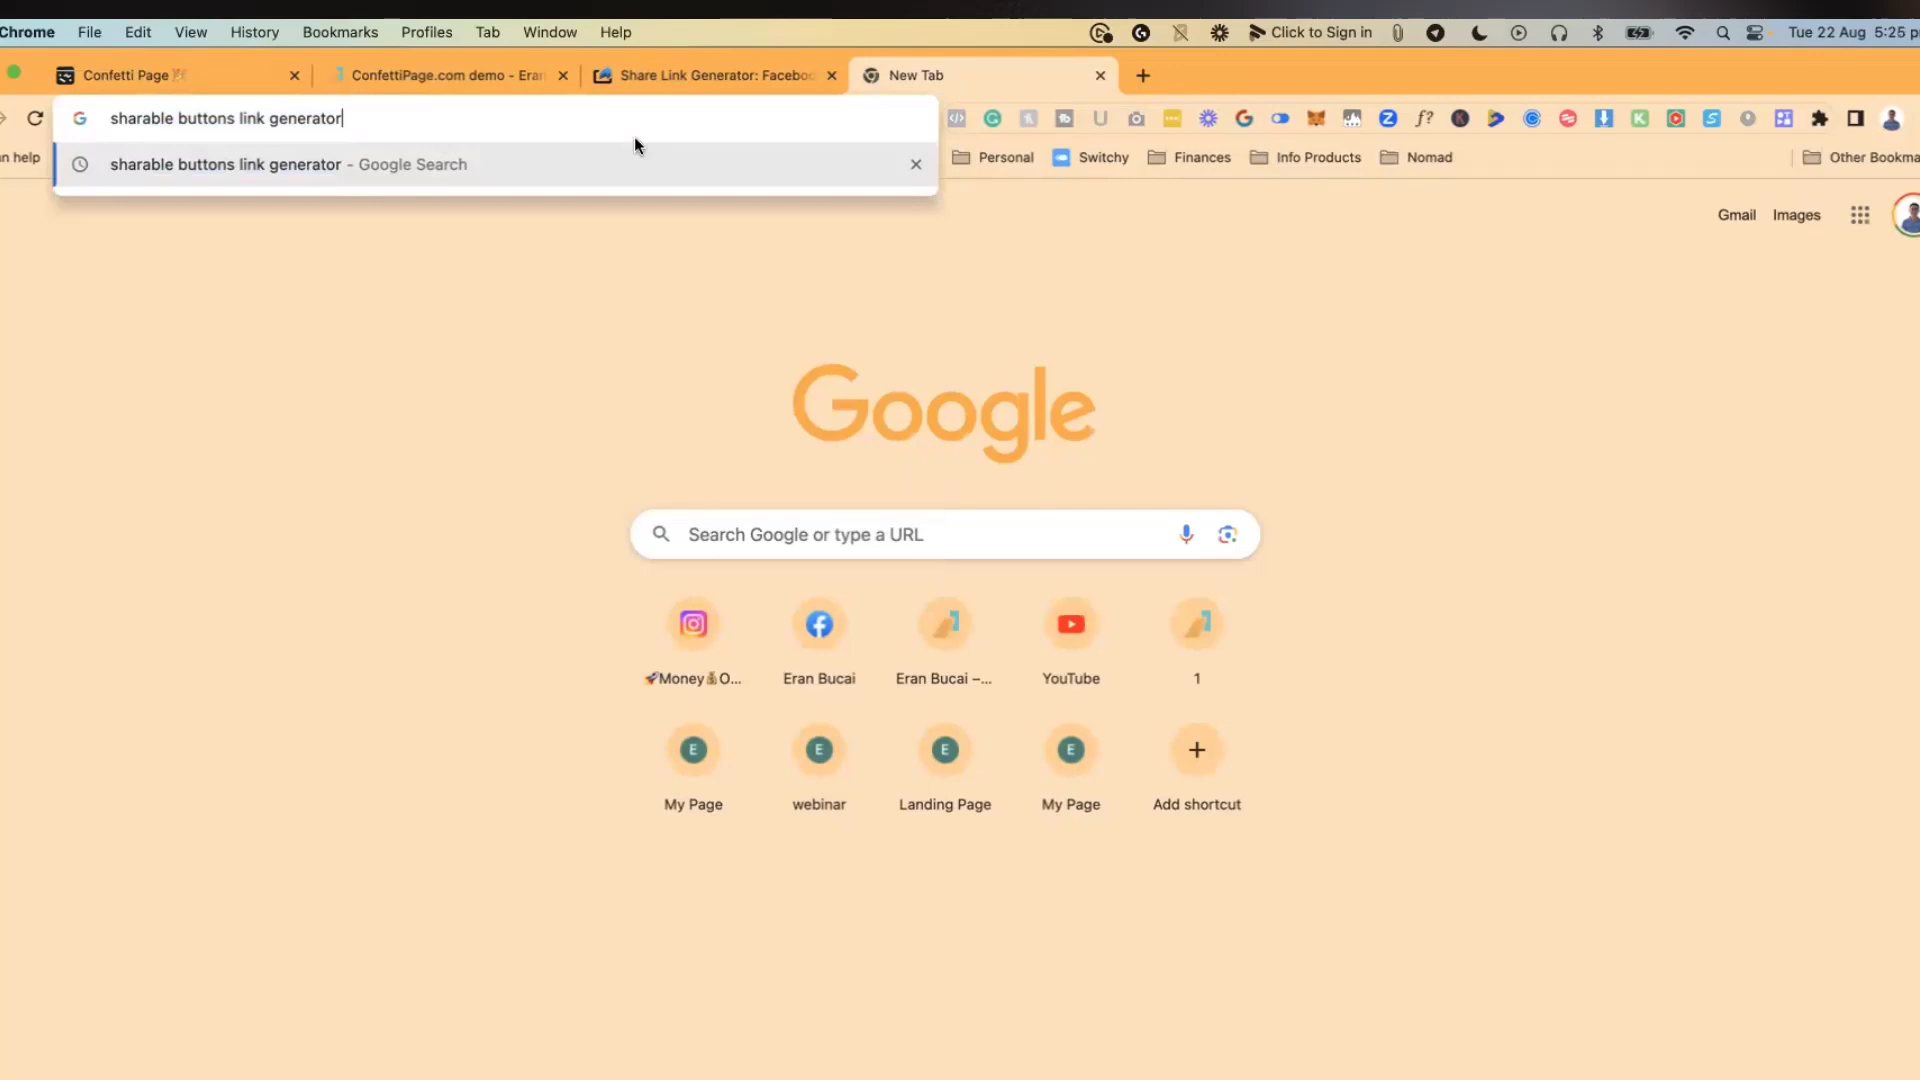 Chrome File Edit View History Bookmarks Profiles Tab Window Help Click to Sign in Tue 22 Aug 5:25 p
Confetti Page ConfettiPage.com demo - Eran Share Link Generator: Facebo New Tab
sharable buttons link generator
n help Personal Switchy Finances Info Products Nomad Other Bookma
sharable buttons link generator - Google Search
Gmail Images
Google
Search Google or type a URL
🚀Money💰O... Eran Bucai Eran Bucai –... YouTube 1
E E E E
My Page webinar Landing Page My Page Add shortcut